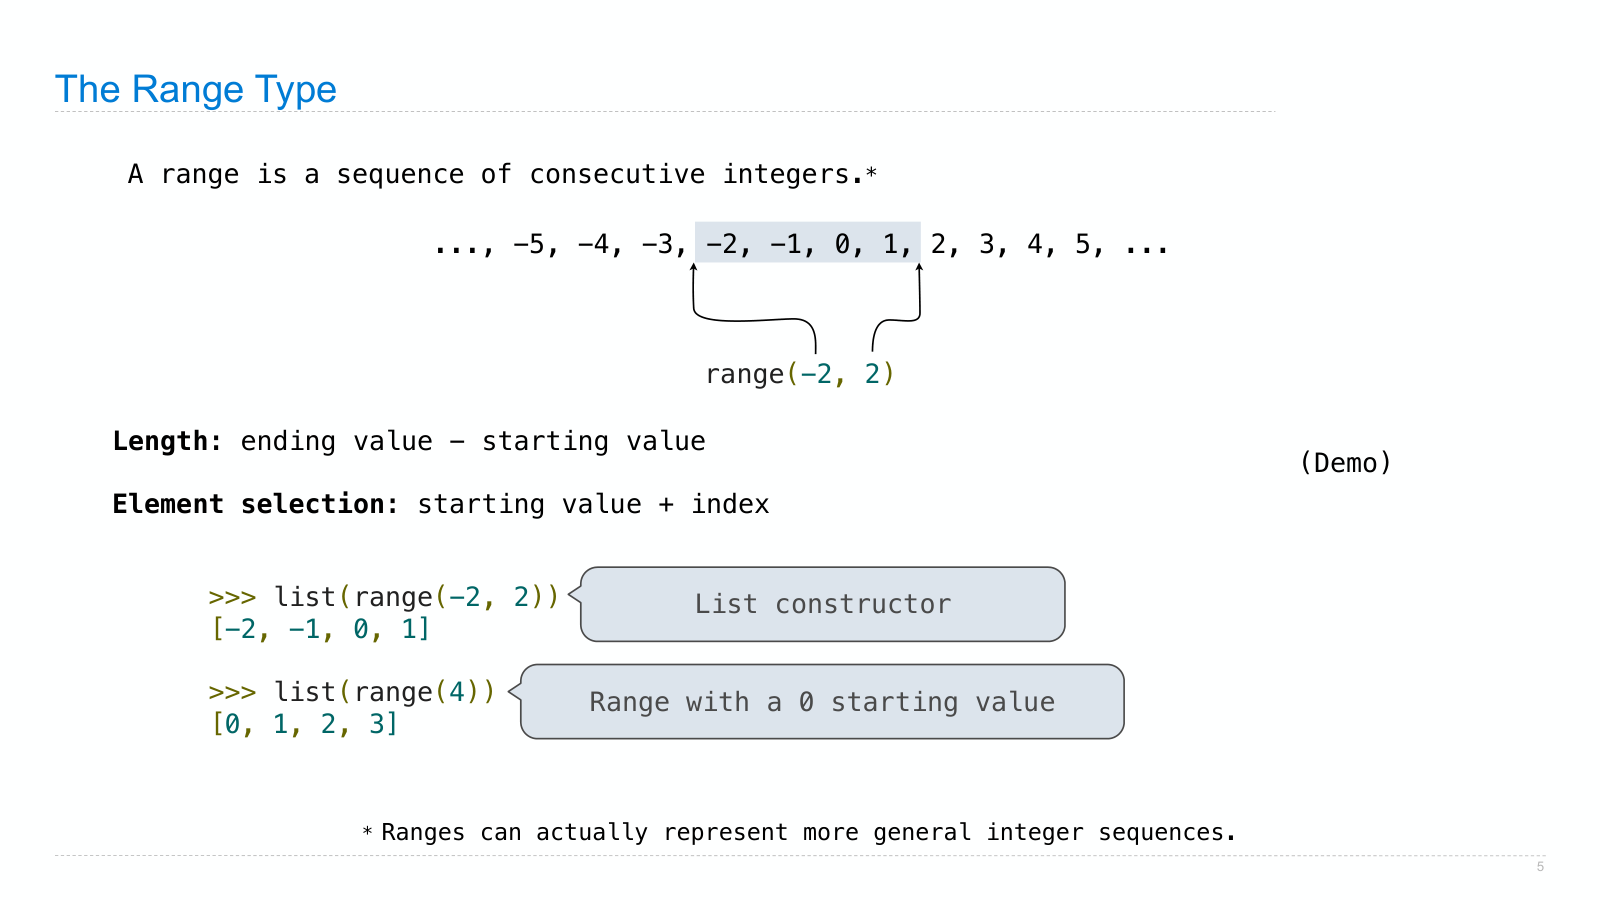 The Range Type
A range is a sequence of consecutive integers.*
..., −5, −4, −3, −2, −1, 0, 1, 2, 3, 4, 5, ...
range(−2, 2)
Length: ending value − starting value
(Demo)
Element selection: starting value + index
>>> list(range(−2, 2))
List constructor
[−2, −1, 0, 1]
>>> list(range(4))
Range with a 0 starting value
[0, 1, 2, 3]
* Ranges can actually represent more general integer sequences.
5